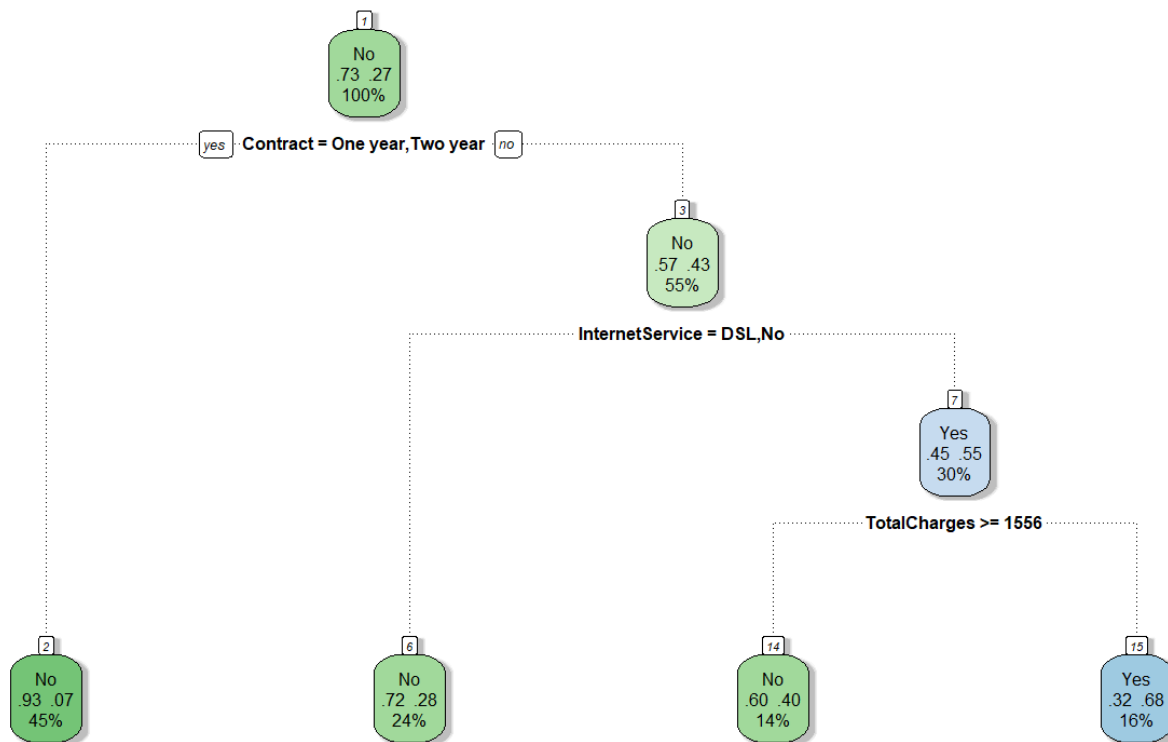 1
No
.73 .27
100%
yes Contract = One year,Two year no
3
No
.57 .43
55%
InternetService = DSL,No
7
Yes
.45 .55
30%
TotalCharges >= 1556
2
No
.93 .07
45%
6
No
.72 .28
24%
14
No
.60 .40
14%
15
Yes
.32 .68
16%